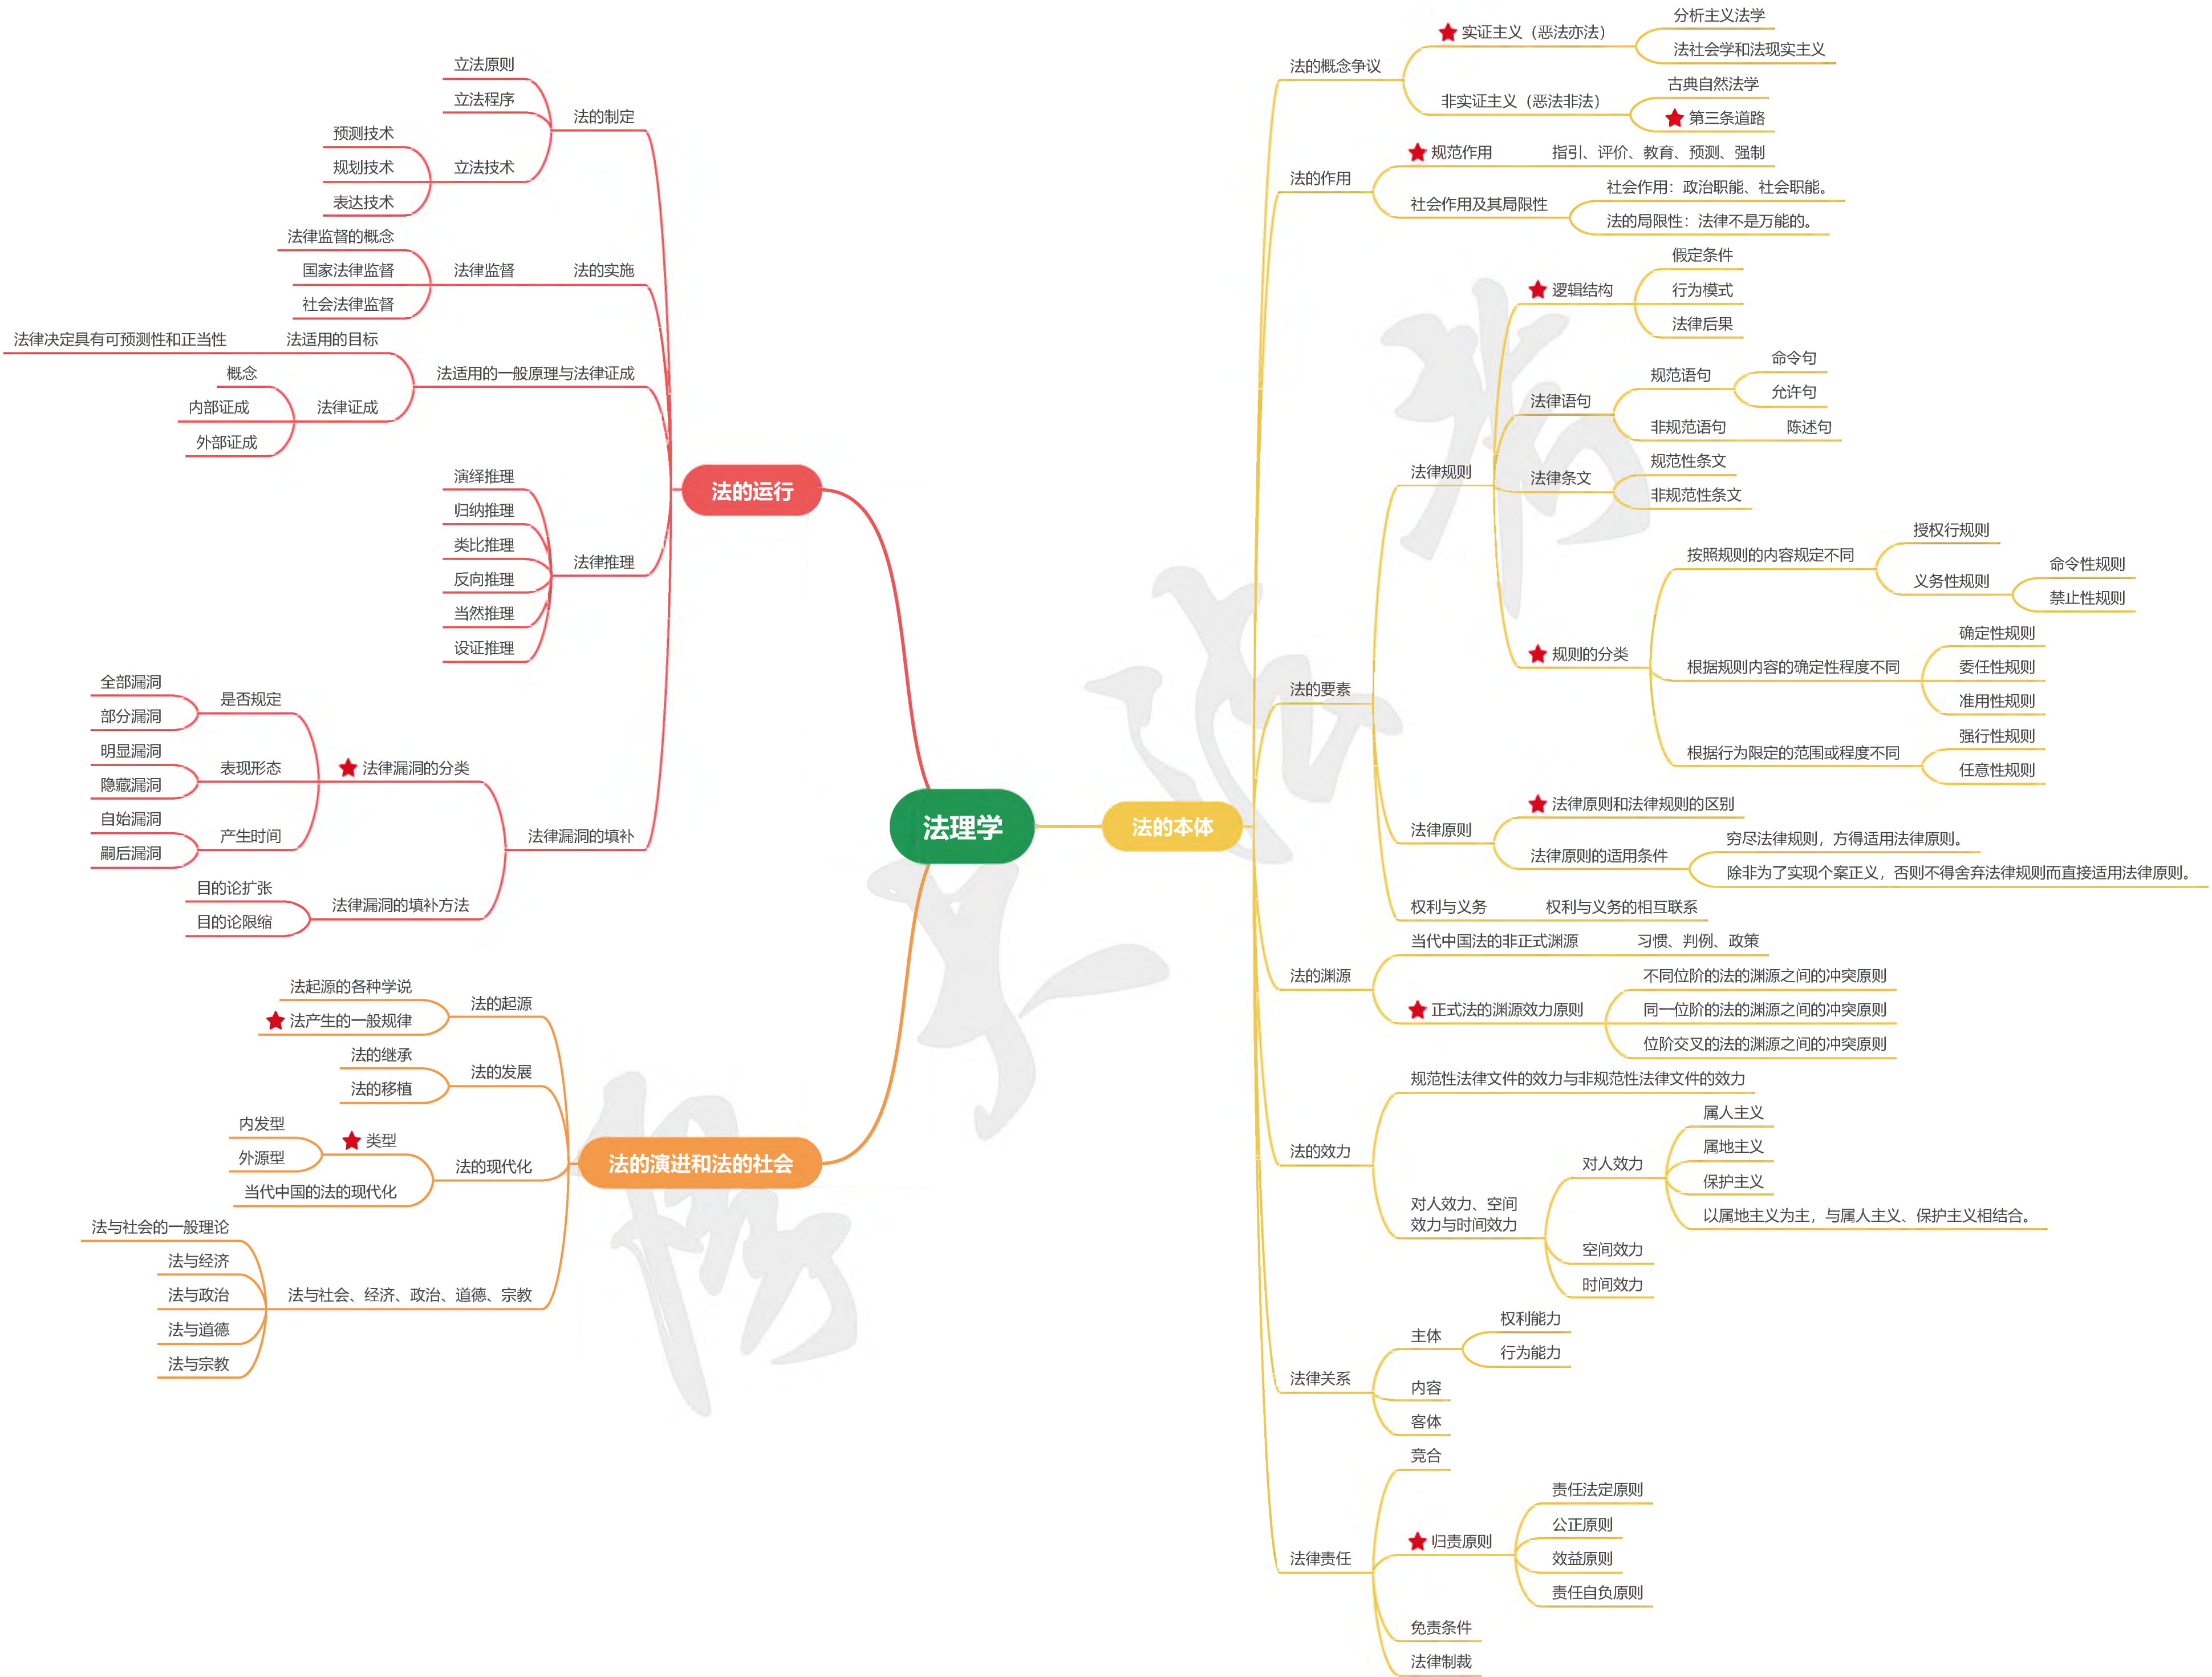 法理学
法的运行
法的制定
立法原则
立法程序
立法技术
预测技术
规划技术
表达技术
法的实施
法律监督
法律监督的概念
国家法律监督
社会法律监督
法适用的一般原理与法律证成
法适用的目标
法律决定具有可预测性和正当性
法律证成
概念
内部证成
外部证成
法律推理
演绎推理
归纳推理
类比推理
反向推理
当然推理
设证推理
法律漏洞的填补
法律漏洞的分类
是否规定
全部漏洞
部分漏洞
表现形态
明显漏洞
隐藏漏洞
产生时间
自始漏洞
嗣后漏洞
法律漏洞的填补方法
目的论扩张
目的论限缩
法的演进和法的社会
法的起源
法起源的各种学说
法产生的一般规律
法的发展
法的继承
法的移植
法的现代化
类型
内发型
外源型
当代中国的法的现代化
法与社会、经济、政治、道德、宗教
法与社会的一般理论
法与经济
法与政治
法与道德
法与宗教
法的本体
法的概念争议
实证主义（恶法亦法）
分析主义法学
法社会学和法现实主义
非实证主义（恶法非法）
古典自然法学
第三条道路
法的作用
规范作用
指引、评价、教育、预测、强制
社会作用及其局限性
社会作用：政治职能、社会职能。
法的局限性：法律不是万能的。
法的要素
法律规则
逻辑结构
假定条件
行为模式
法律后果
法律语句
规范语句
命令句
允许句
非规范语句
陈述句
法律条文
规范性条文
非规范性条文
规则的分类
按照规则的内容规定不同
授权行规则
义务性规则
命令性规则
禁止性规则
根据规则内容的确定性程度不同
确定性规则
委任性规则
准用性规则
根据行为限定的范围或程度不同
强行性规则
任意性规则
法律原则
法律原则和法律规则的区别
法律原则的适用条件
穷尽法律规则，方得适用法律原则。
除非为了实现个案正义，否则不得舍弃法律规则而直接适用法律原则。
权利与义务
权利与义务的相互联系
法的渊源
当代中国法的非正式渊源
习惯、判例、政策
正式法的渊源效力原则
不同位阶的法的渊源之间的冲突原则
同一位阶的法的渊源之间的冲突原则
位阶交叉的法的渊源之间的冲突原则
法的效力
规范性法律文件的效力与非规范性法律文件的效力
对人效力、空间
效力与时间效力
对人效力
属人主义
属地主义
保护主义
以属地主义为主，与属人主义、保护主义相结合。
空间效力
时间效力
法律关系
主体
权利能力
行为能力
内容
客体
法律责任
竞合
归责原则
责任法定原则
公正原则
效益原则
责任自负原则
免责条件
法律制裁